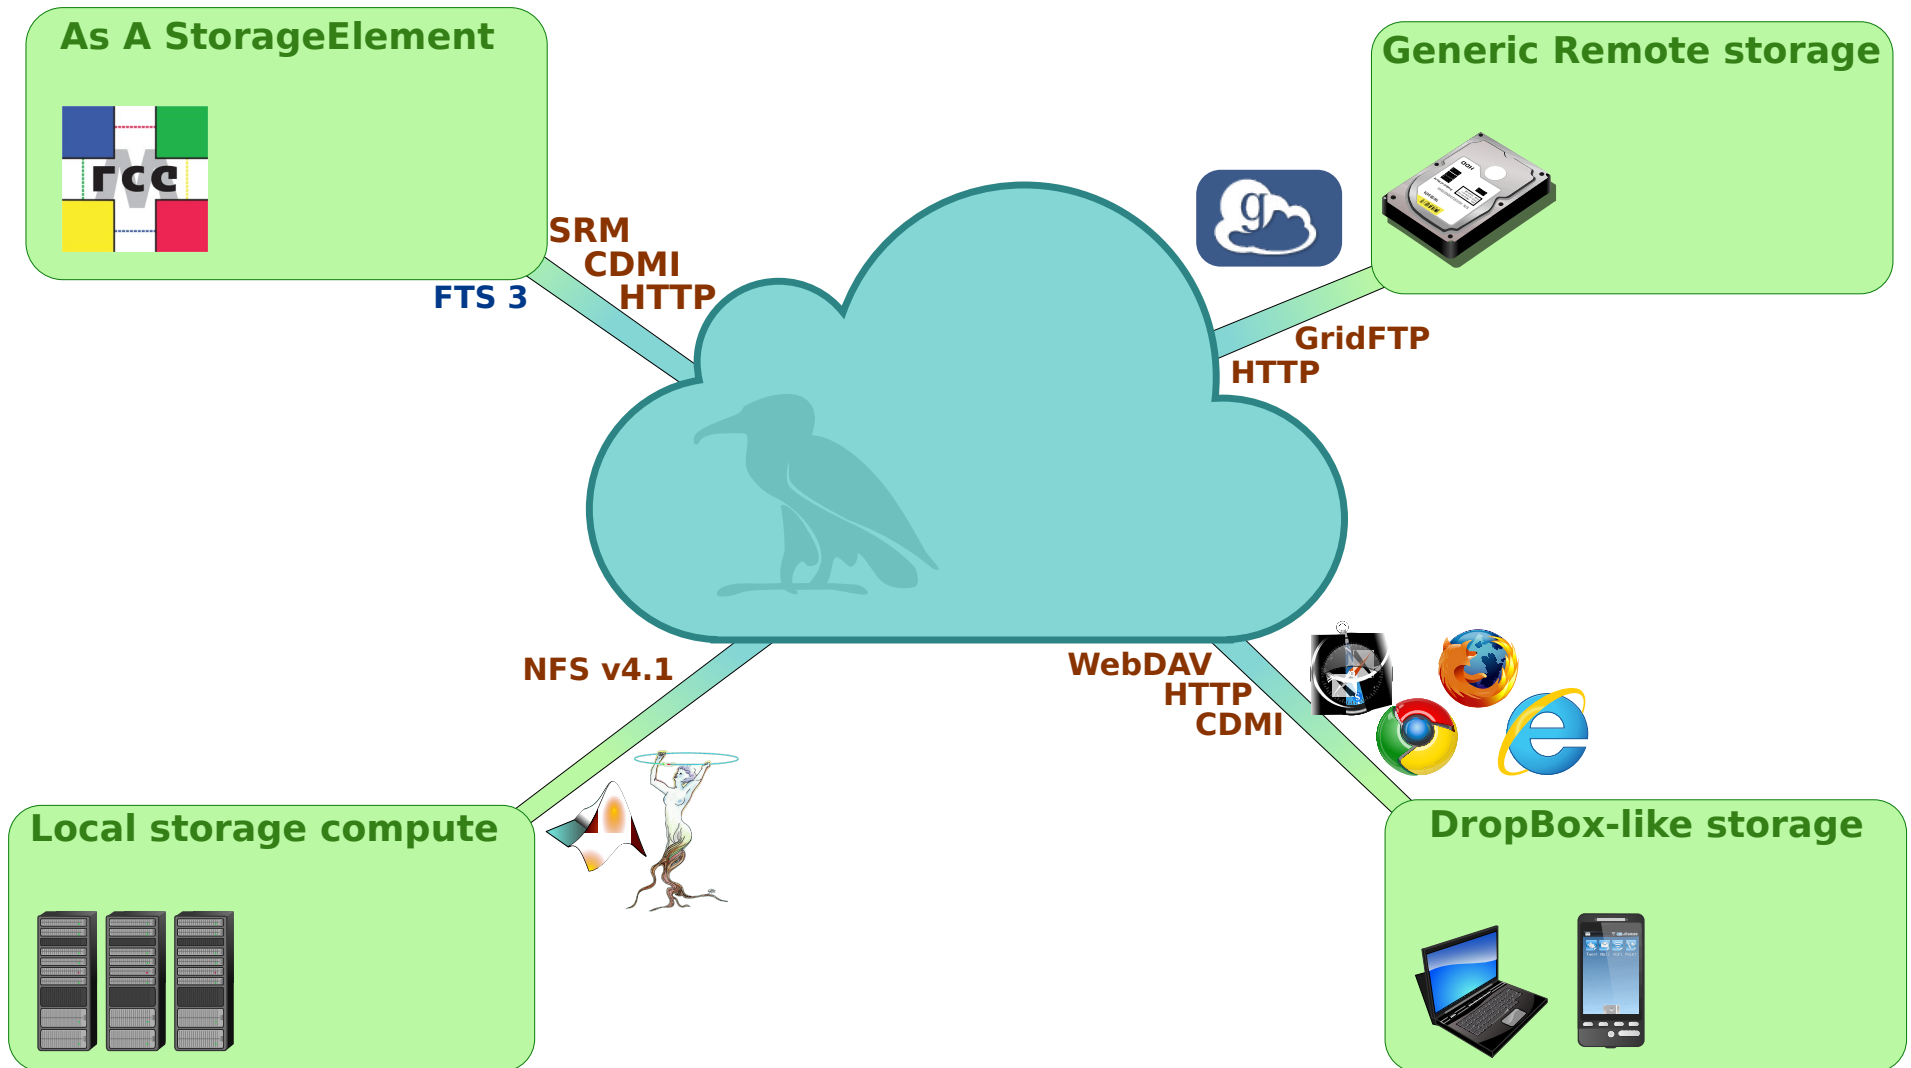 As A StorageElement
Generic Remote storage
rcc
g
HDD
SRM
CDMI
HTTP
FTS 3
GridFTP
HTTP
NFS v4.1
WebDAV
HTTP
CDMI
Local storage compute
DropBox-like storage